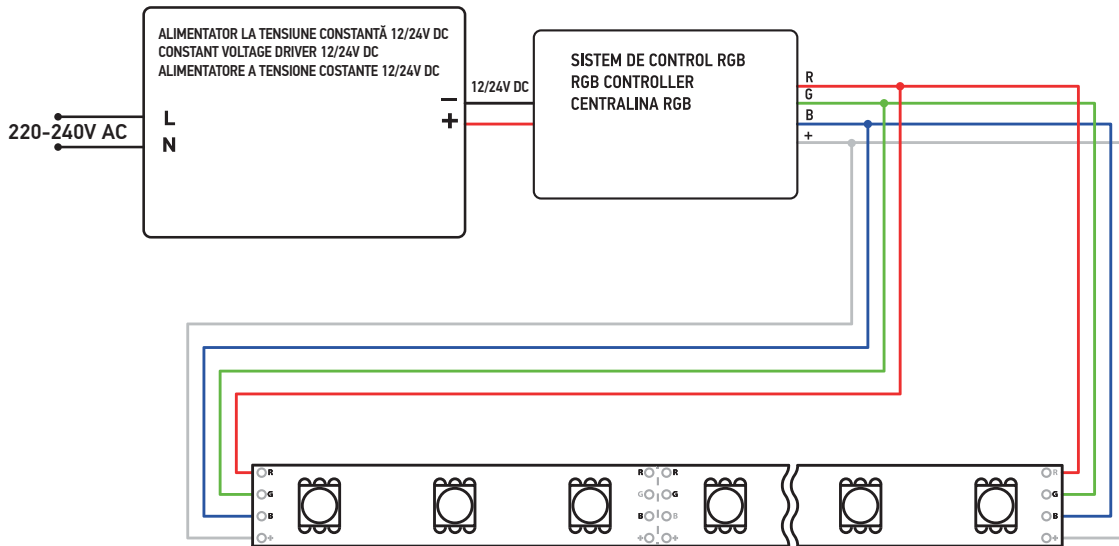 ALIMENTATOR LA TENSIUNE CONSTANTĂ 12/24V DC
CONSTANT VOLTAGE DRIVER 12/24V DC
ALIMENTATORE A TENSIONE COSTANTE 12/24V DC
220-240V AC
L
N
−
+
12/24V DC
SISTEM DE CONTROL RGB
RGB CONTROLLER
CENTRALINA RGB
R
G
B
+
R
G
B
+
R
G
B
+
R
G
B
+
R
G
B
+